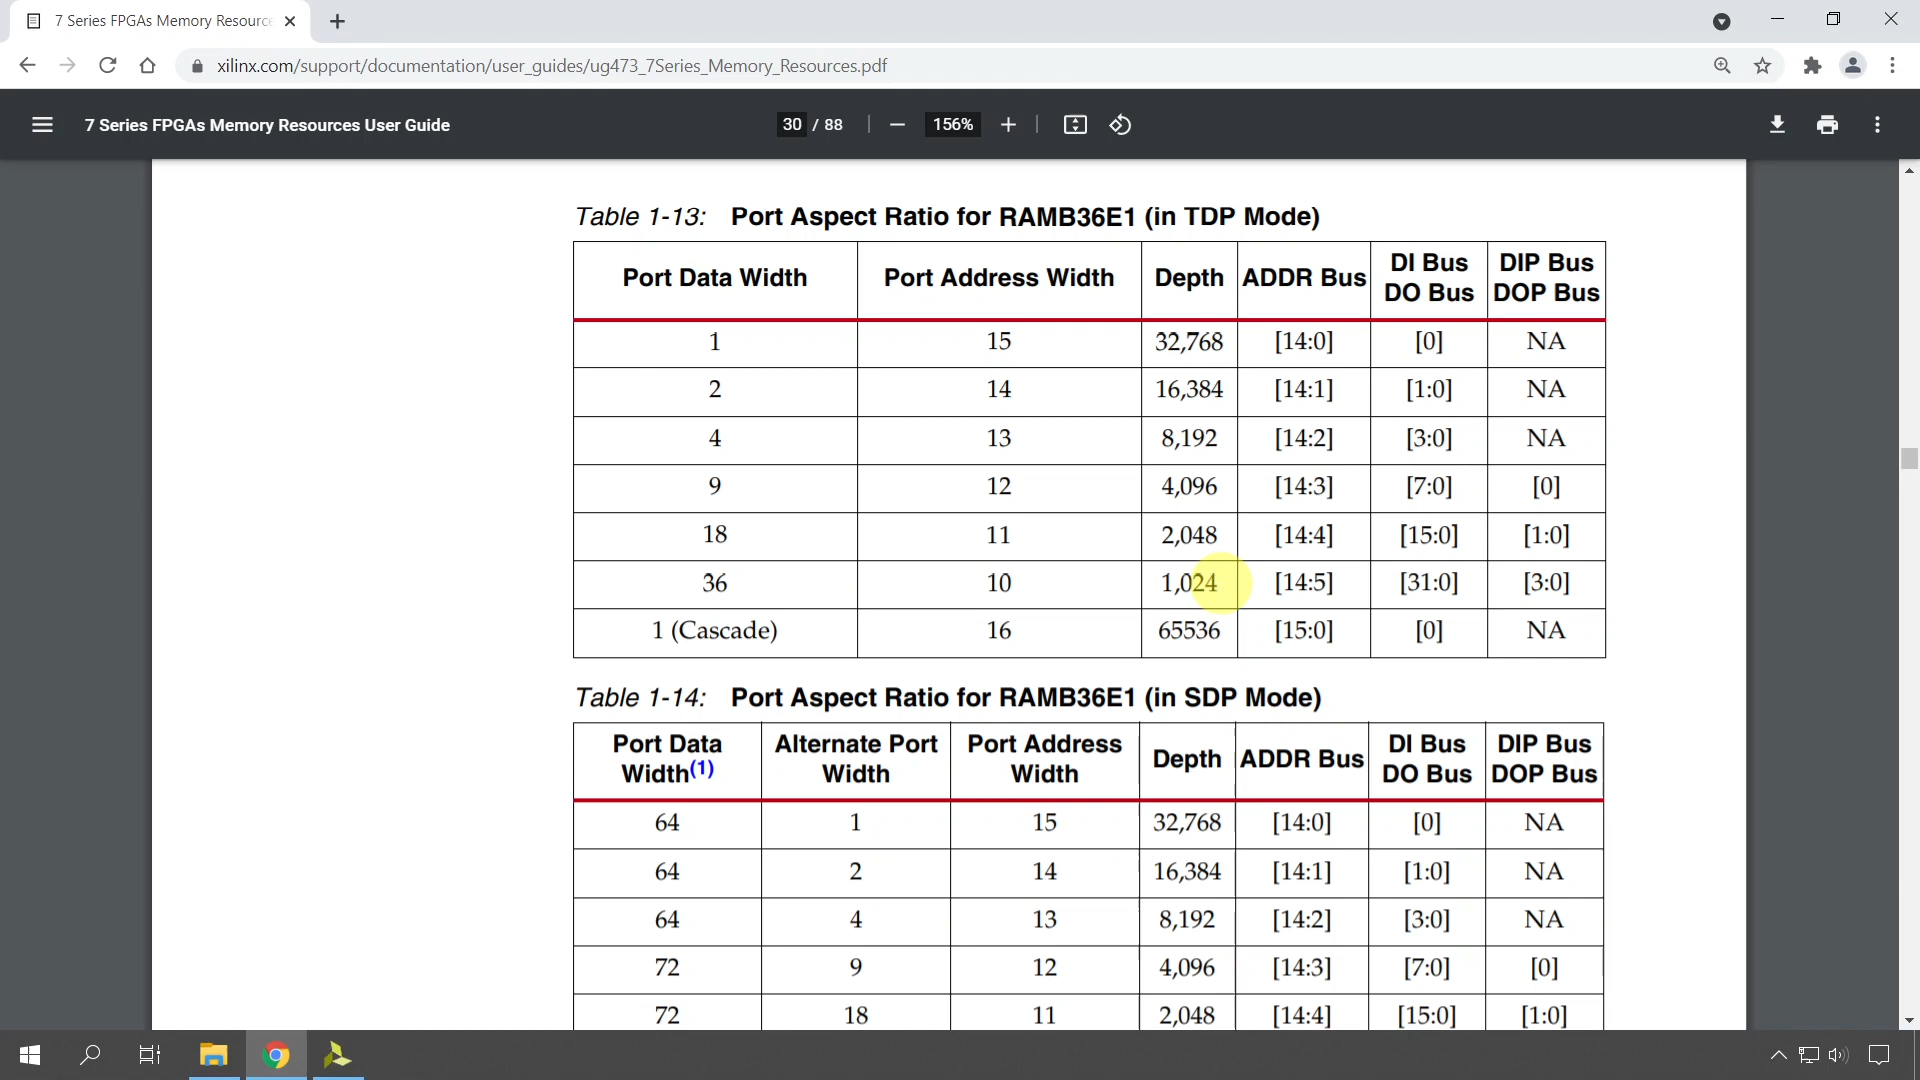 7 Series FPGAs Memory Resource
xilinx.com/support/documentation/user_guides/ug473_7Series_Memory_Resources.pdf
7 Series FPGAs Memory Resources User Guide
30 / 88
156%
Table 1-13: Port Aspect Ratio for RAMB36E1 (in TDP Mode)
Port Data Width Port Address Width Depth ADDR Bus DI Bus DO Bus DIP Bus DOP Bus
1 15 32,768 [14:0] [0] NA
2 14 16,384 [14:1] [1:0] NA
4 13 8,192 [14:2] [3:0] NA
9 12 4,096 [14:3] [7:0] [0]
18 11 2,048 [14:4] [15:0] [1:0]
36 10 1,024 [14:5] [31:0] [3:0]
1 (Cascade) 16 65536 [15:0] [0] NA
Table 1-14: Port Aspect Ratio for RAMB36E1 (in SDP Mode)
Port Data Width(1) Alternate Port Width Port Address Width Depth ADDR Bus DI Bus DO Bus DIP Bus DOP Bus
64 1 15 32,768 [14:0] [0] NA
64 2 14 16,384 [14:1] [1:0] NA
64 4 13 8,192 [14:2] [3:0] NA
72 9 12 4,096 [14:3] [7:0] [0]
72 18 11 2,048 [14:4] [15:0] [1:0]